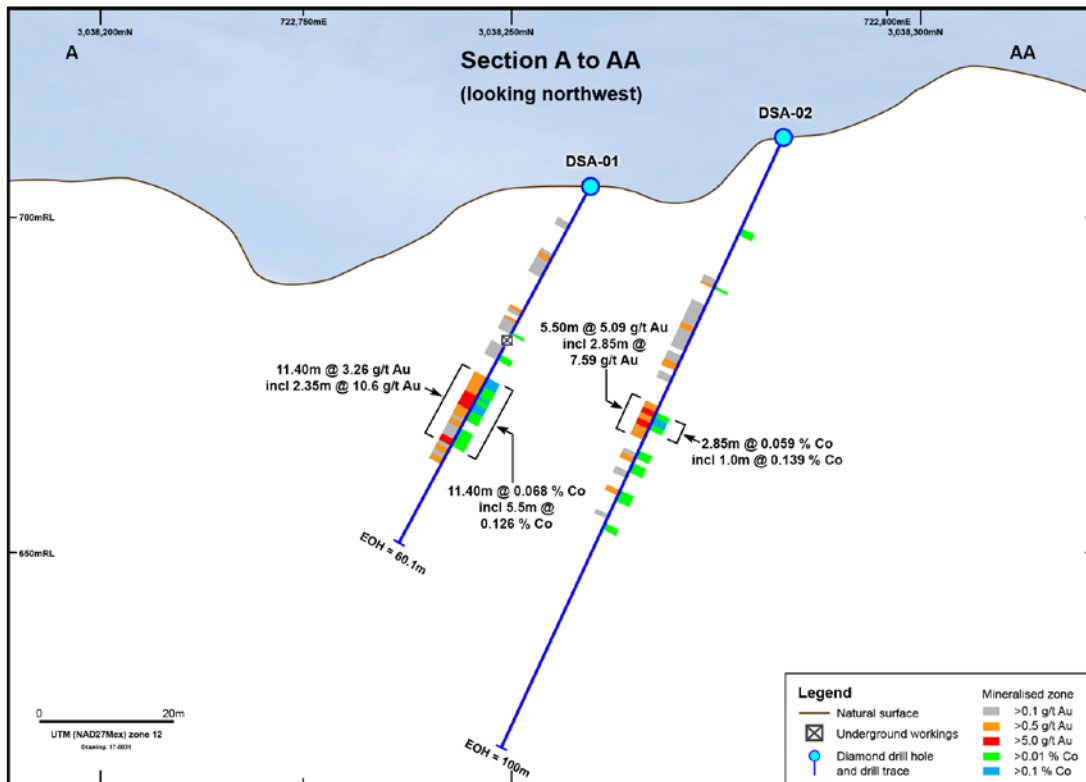 3,038,200mN
722,750mE
3,038,250mN
722,800mE
3,038,300mN
A
Section A to AA
AA
(looking northwest)
DSA-02
DSA-01
700mRL
5.50m @ 5.09 g/t Au
incl 2.85m @
7.59 g/t Au
11.40m @ 3.26 g/t Au
incl 2.35m @ 10.6 g/t Au
2.85m @ 0.059 % Co
incl 1.0m @ 0.139 % Co
11.40m @ 0.068 % Co
incl 5.5m @
0.126 % Co
650mRL
EOH = 60.1m
EOH = 100m
0
20m
UTM (NAD27Mex) zone 12
Drawing: 17-0031
Legend
Natural surface
Underground workings
Diamond drill hole
and drill trace
Mineralised zone
>0.1 g/t Au
>0.5 g/t Au
>5.0 g/t Au
>0.01 % Co
>0.1 % Co